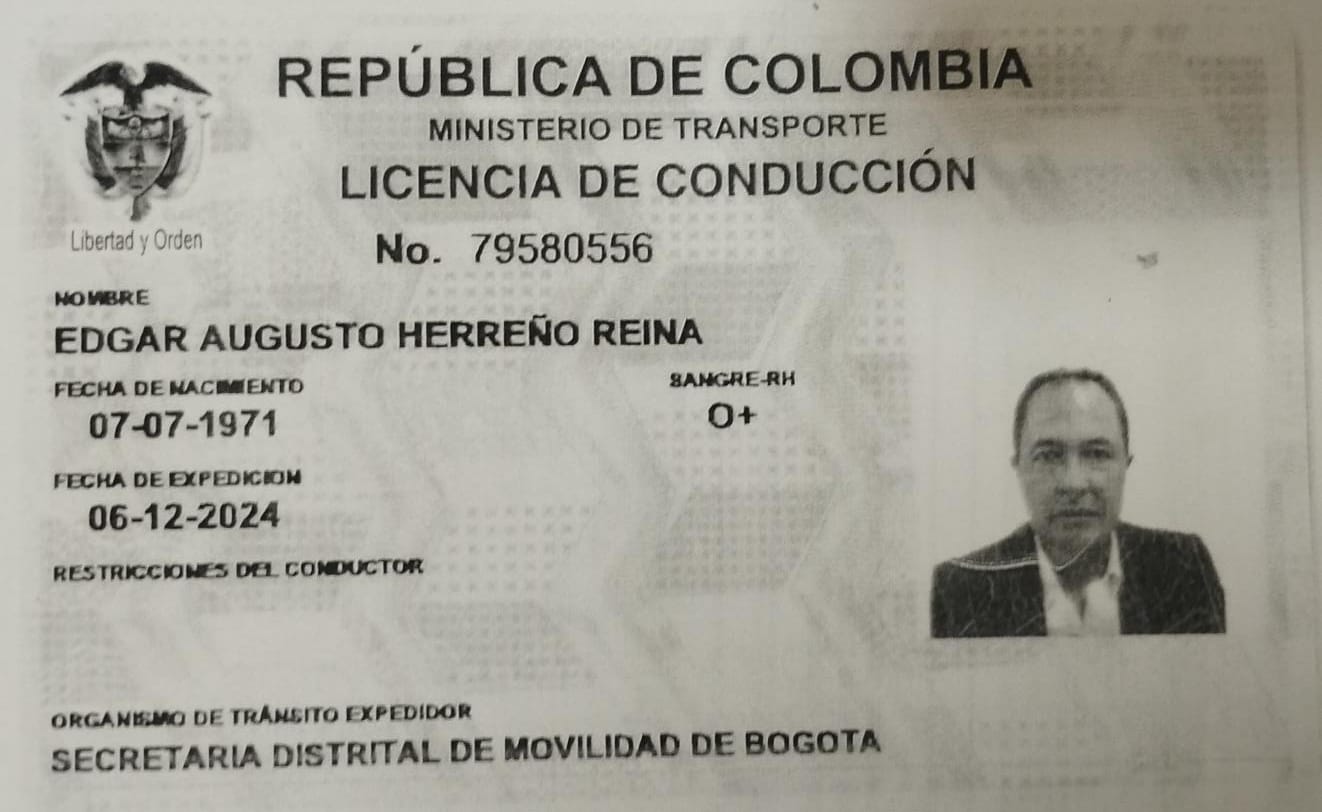 REPÚBLICA DE COLOMBIA
MINISTERIO DE TRANSPORTE
LICENCIA DE CONDUCCIÓN
Libertad y Orden
No. 79580556
NOMBRE
EDGAR AUGUSTO HERREÑO REINA
FECHA DE NACIMIENTO
07-07-1971
SANGRE-RH
O+
FECHA DE EXPEDICION
06-12-2024
RESTRICCIONES DEL CONDUCTOR
ORGANISMO DE TRÁNSITO EXPEDIDOR
SECRETARIA DISTRITAL DE MOVILIDAD DE BOGOTA